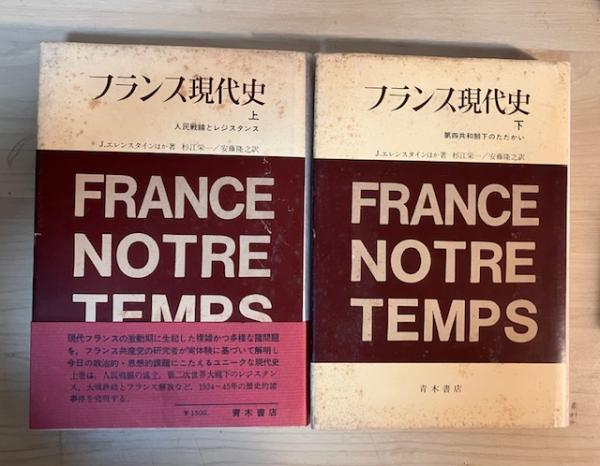 フランス現代史
上
人民戦線とレジスタンス
J.エレンスタインほか著 杉江栄一/安藤隆之訳
FRANCE
NOTRE
TEMPS
現代フランスの激動期に生起した複雑かつ多様な諸問題
を,フランス共産党の研究者が実体験に基づいて解明し
今日の政治的・思想的課題にこたえるユニークな現代史
上巻は,人民戦線の成立,第二次世界大戦下のレジスタン
ス,大戦終結とフランス解放など,1934〜45年の歴史的諸
事件を究明する.
¥1500. 青木書店
フランス現代史
下
第四共和制下のたたかい
J.エレンスタインほか著 杉江栄一/安藤隆之訳
FRANCE
NOTRE
TEMPS
青木書店